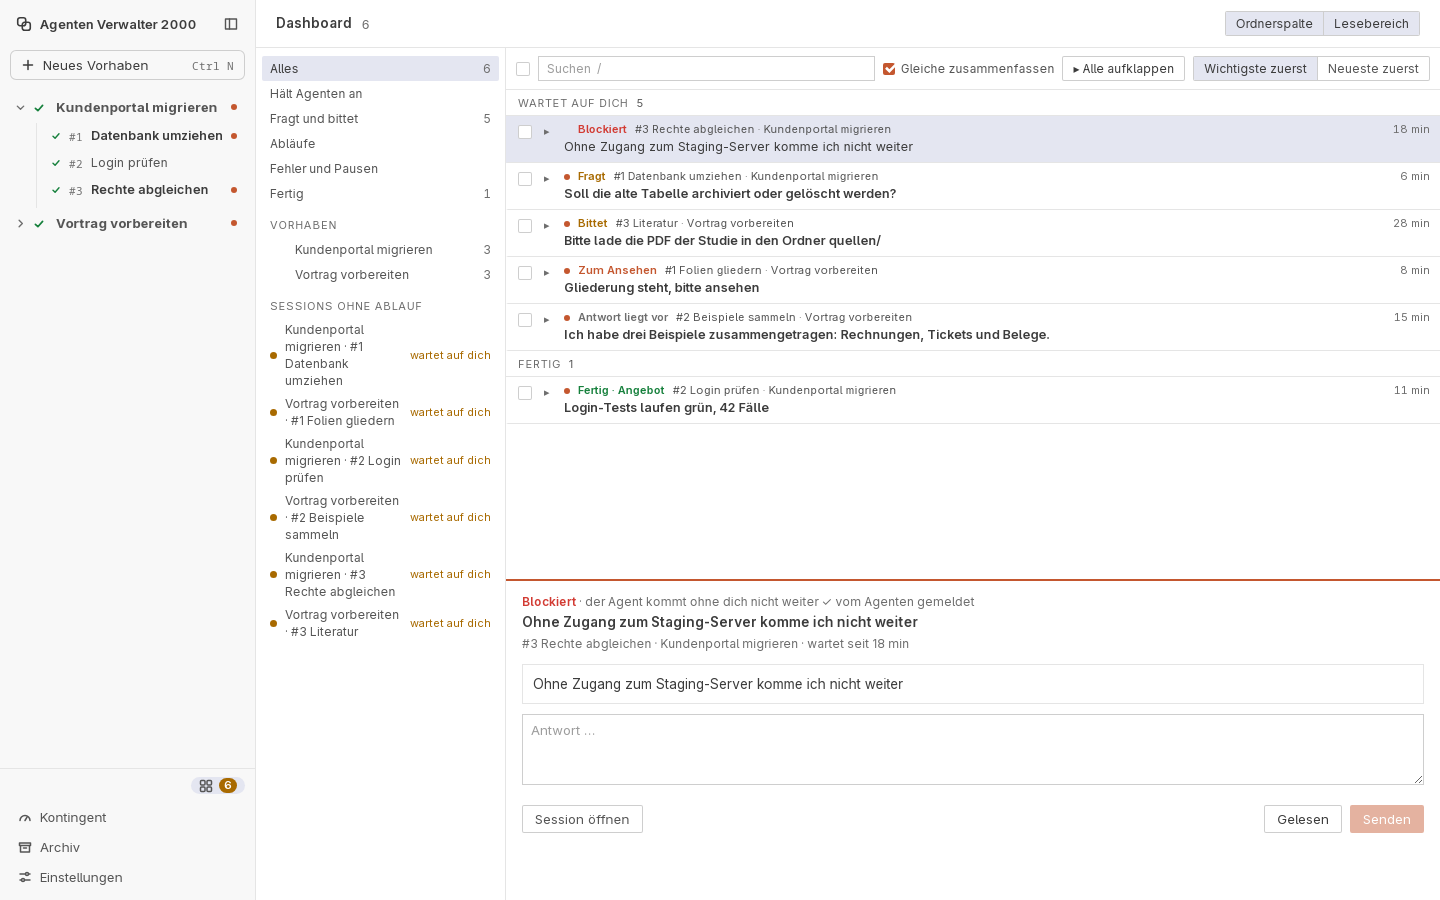 Agenten Verwalter 2000
Neues Vorhaben Ctrl N
Kundenportal migrieren
#1 Datenbank umziehen
#2 Login prüfen
#3 Rechte abgleichen
Vortrag vorbereiten
6
Kontingent
Archiv
Einstellungen
Dashboard 6
Ordnerspalte Lesebereich
Alles 6
Hält Agenten an
Fragt und bittet 5
Abläufe
Fehler und Pausen
Fertig 1
VORHABEN
Kundenportal migrieren 3
Vortrag vorbereiten 3
SESSIONS OHNE ABLAUF
Kundenportal
migrieren · #1
Datenbank
umziehen
wartet auf dich
Vortrag vorbereiten
· #1 Folien gliedern
wartet auf dich
Kundenportal
migrieren · #2 Login
prüfen
wartet auf dich
Vortrag vorbereiten
· #2 Beispiele
sammeln
wartet auf dich
Kundenportal
migrieren · #3
Rechte abgleichen
wartet auf dich
Vortrag vorbereiten
· #3 Literatur
wartet auf dich
Suchen /
Gleiche zusammenfassen
▸ Alle aufklappen
Wichtigste zuerst Neueste zuerst
WARTET AUF DICH 5
Blockiert #3 Rechte abgleichen · Kundenportal migrieren 18 min
Ohne Zugang zum Staging-Server komme ich nicht weiter
Fragt #1 Datenbank umziehen · Kundenportal migrieren 6 min
Soll die alte Tabelle archiviert oder gelöscht werden?
Bittet #3 Literatur · Vortrag vorbereiten 28 min
Bitte lade die PDF der Studie in den Ordner quellen/
Zum Ansehen #1 Folien gliedern · Vortrag vorbereiten 8 min
Gliederung steht, bitte ansehen
Antwort liegt vor #2 Beispiele sammeln · Vortrag vorbereiten 15 min
Ich habe drei Beispiele zusammengetragen: Rechnungen, Tickets und Belege.
FERTIG 1
Fertig · Angebot #2 Login prüfen · Kundenportal migrieren 11 min
Login-Tests laufen grün, 42 Fälle
Blockiert · der Agent kommt ohne dich nicht weiter ✓ vom Agenten gemeldet
Ohne Zugang zum Staging-Server komme ich nicht weiter
#3 Rechte abgleichen · Kundenportal migrieren · wartet seit 18 min
Ohne Zugang zum Staging-Server komme ich nicht weiter
Antwort …
Session öffnen
Gelesen
Senden